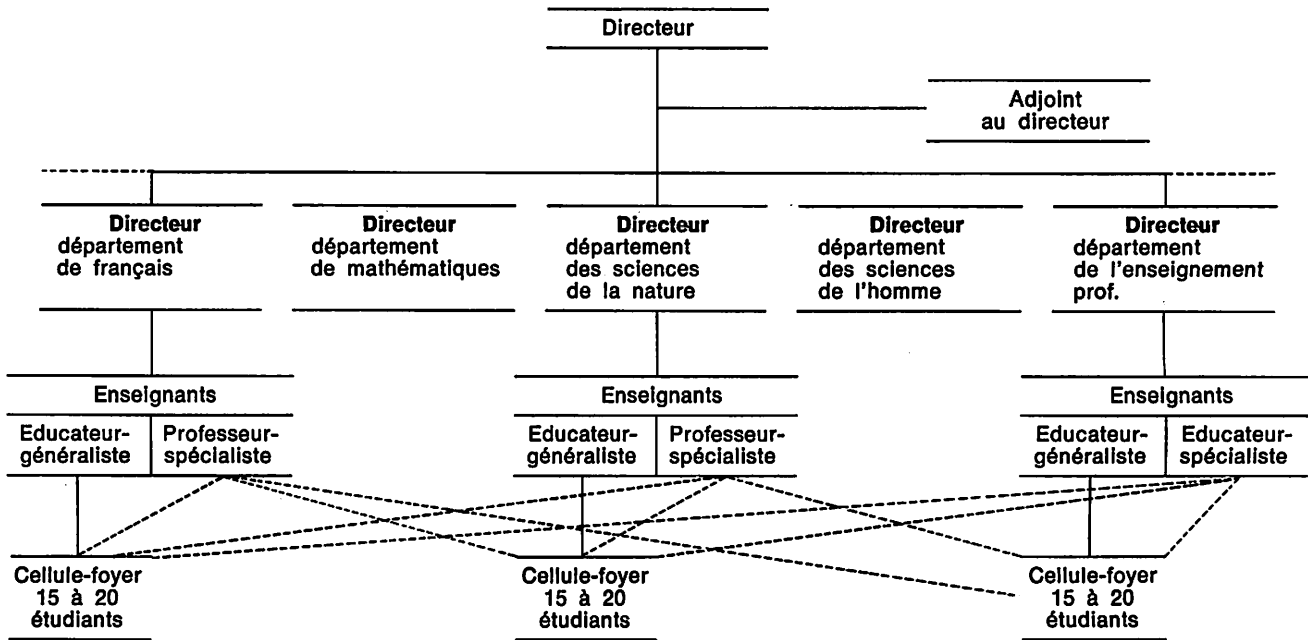 Directeur
Adjoint
au directeur
Directeur
département
de français
Directeur
département
de mathématiques
Directeur
département
des sciences
de la nature
Directeur
département
des sciences
de l'homme
Directeur
département
de l'enseignement
prof.
Enseignants
Educateur-
généraliste
Professeur-
spécialiste
Enseignants
Educateur-
généraliste
Professeur-
spécialiste
Enseignants
Educateur-
généraliste
Educateur-
spécialiste
Cellule-foyer
15 à 20
étudiants
Cellule-foyer
15 à 20
étudiants
Cellule-foyer
15 à 20
étudiants